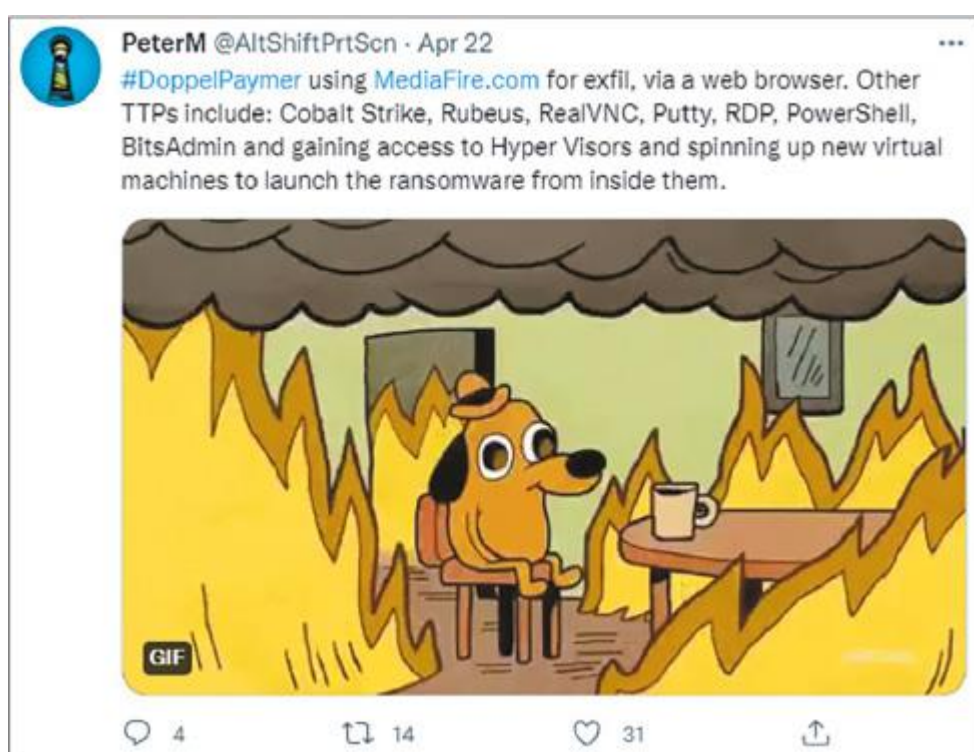 PeterM @AltShiftPrtScn · Apr 22
#DoppelPaymer using MediaFire.com for exfil, via a web browser. Other
TTPs include: Cobalt Strike, Rubeus, RealVNC, Putty, RDP, PowerShell,
BitsAdmin and gaining access to Hyper Visors and spinning up new virtual
machines to launch the ransomware from inside them.
GIF
4 14 31